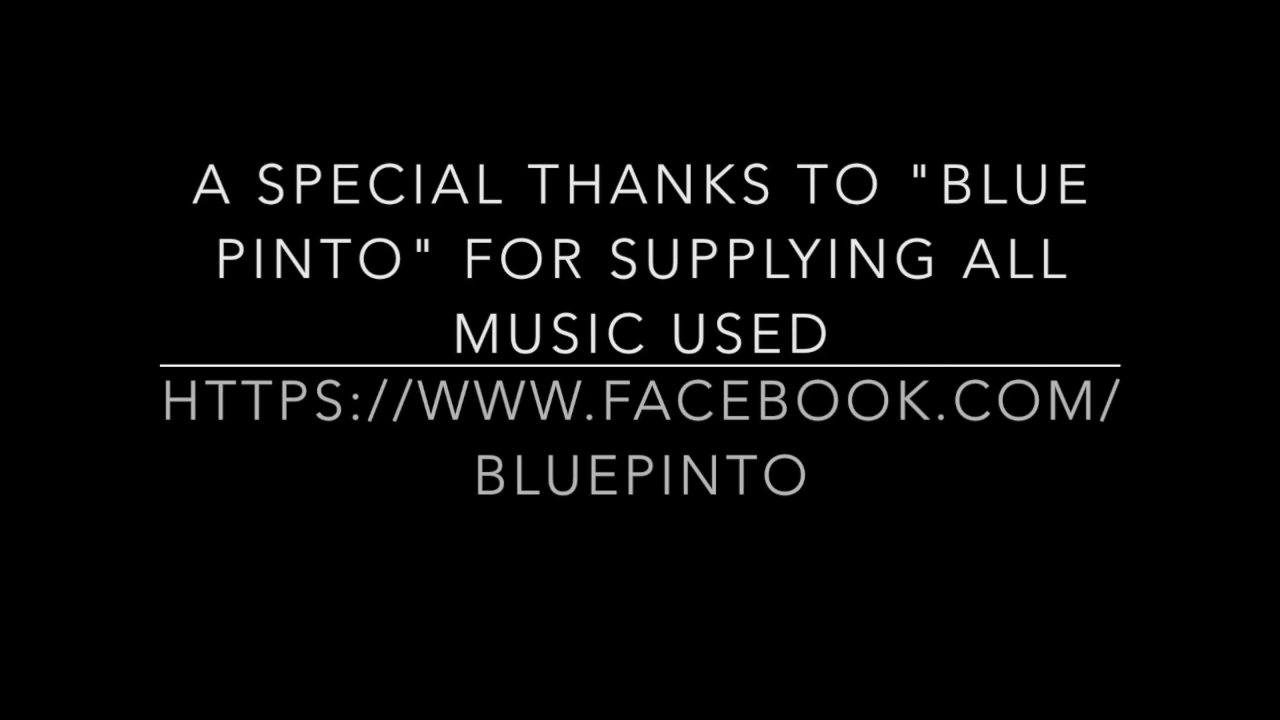 A SPECIAL THANKS TO "BLUE
PINTO" FOR SUPPLYING ALL
MUSIC USED
HTTPS://WWW.FACEBOOK.COM/
BLUEPINTO